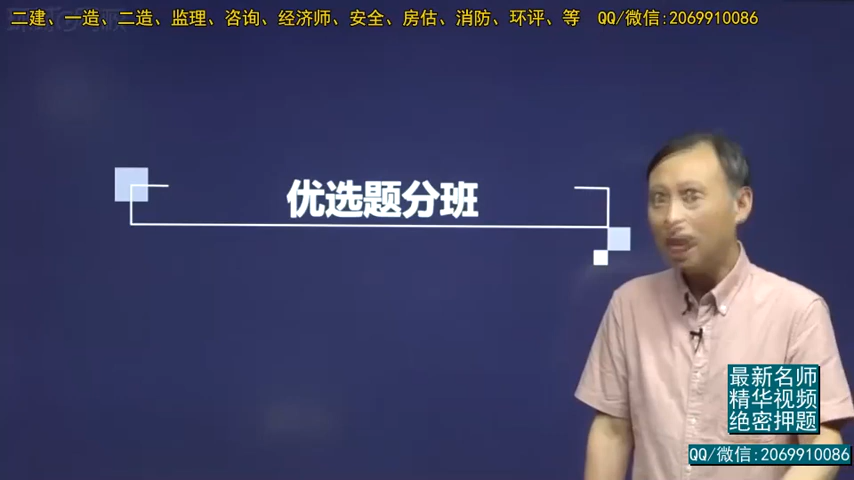 二建、一造、二造、监理、咨询、经济师、安全、房估、消防、环评、等 QQ/微信:2069910086
优选题分班
最新名师
精华视频
绝密押题
QQ/微信:2069910086